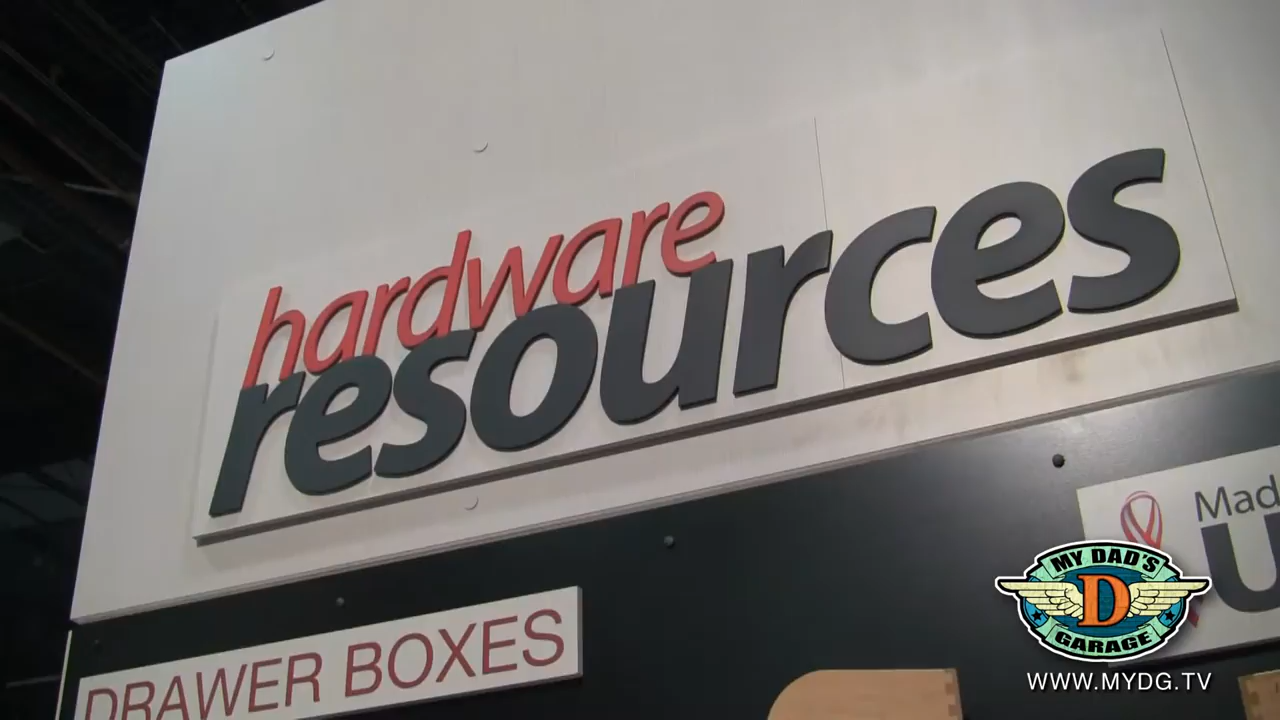 hardware
resources
DRAWER BOXES
Mad
U
MY DAD'S
D
GARAGE
WWW.MYDG.TV